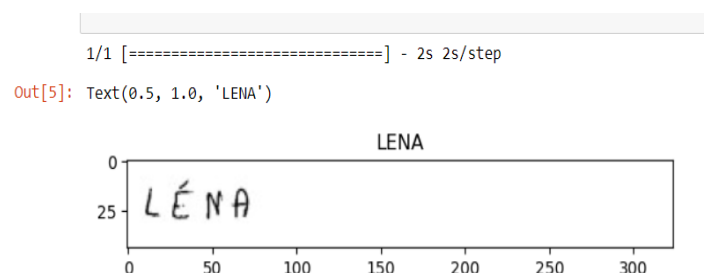 1/1 [==============================] - 2s 2s/step
Out[5]: Text(0.5, 1.0, 'LENA')
LENA
0
LÉNA
25
0 50 100 150 200 250 300